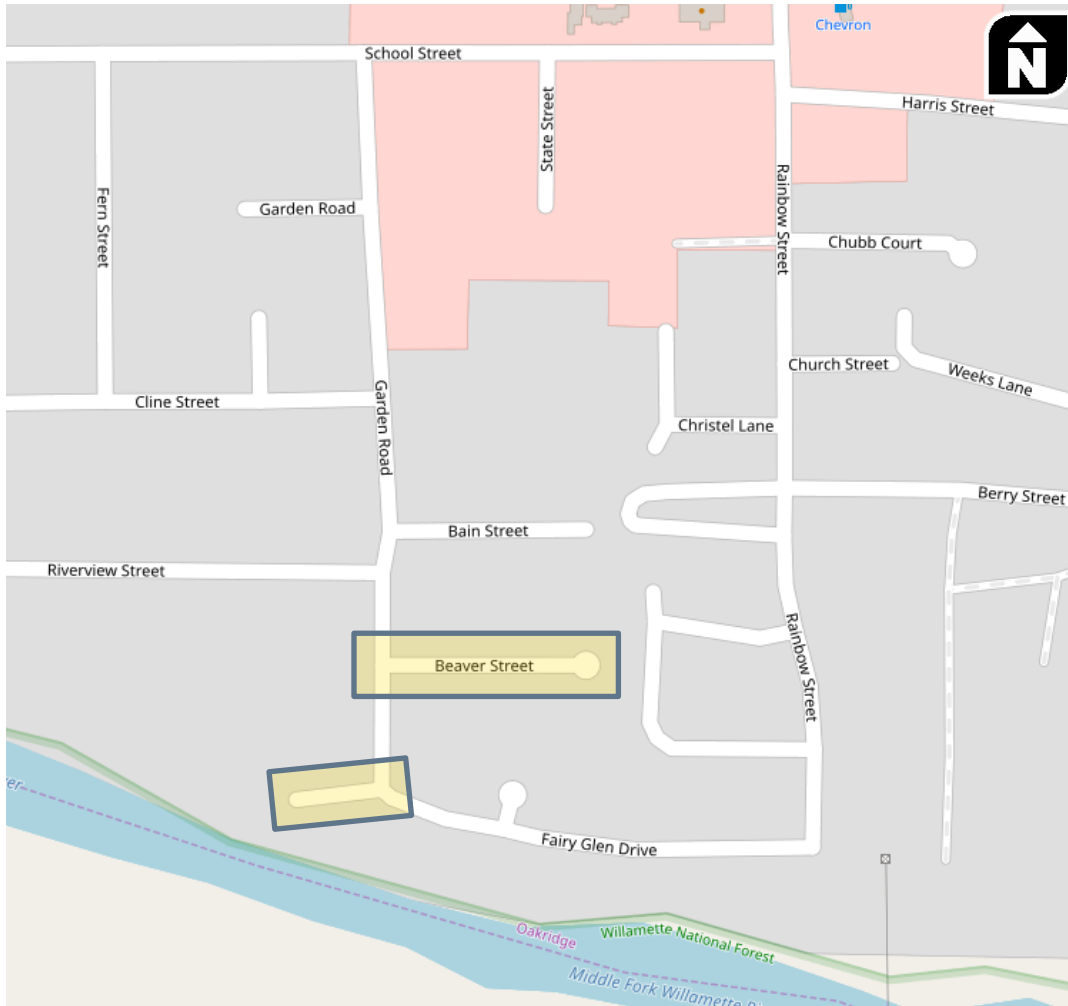 Chevron
N
School Street
Harris Street
State Street
Fern Street
Rainbow Street
Garden Road
Chubb Court
Church Street
Weeks Lane
Garden Road
Cline Street
Christel Lane
Berry Street
Bain Street
Riverview Street
Rainbow Street
Beaver Street
Fairy Glen Drive
Oakridge
Willamette National Forest
Middle Fork Willamette